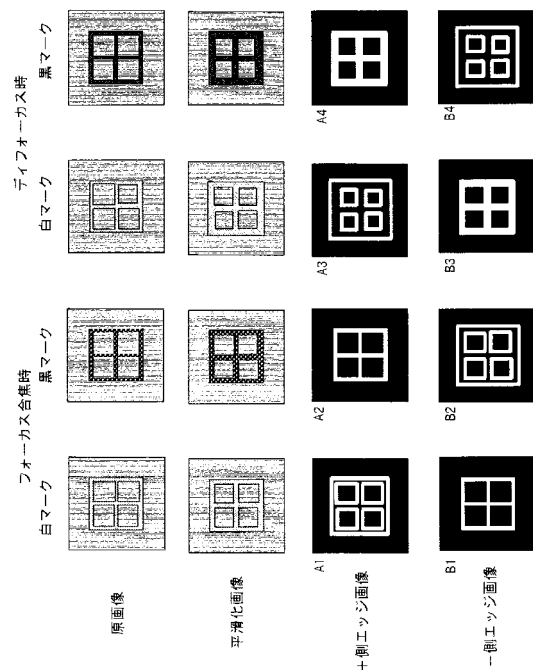 フォーカス合焦時
ディフォーカス時
白マーク
黒マーク
白マーク
黒マーク
原画像
平滑化画像
+側エッジ画像
A1
A2
A3
A4
-側エッジ画像
B1
B2
B3
B4